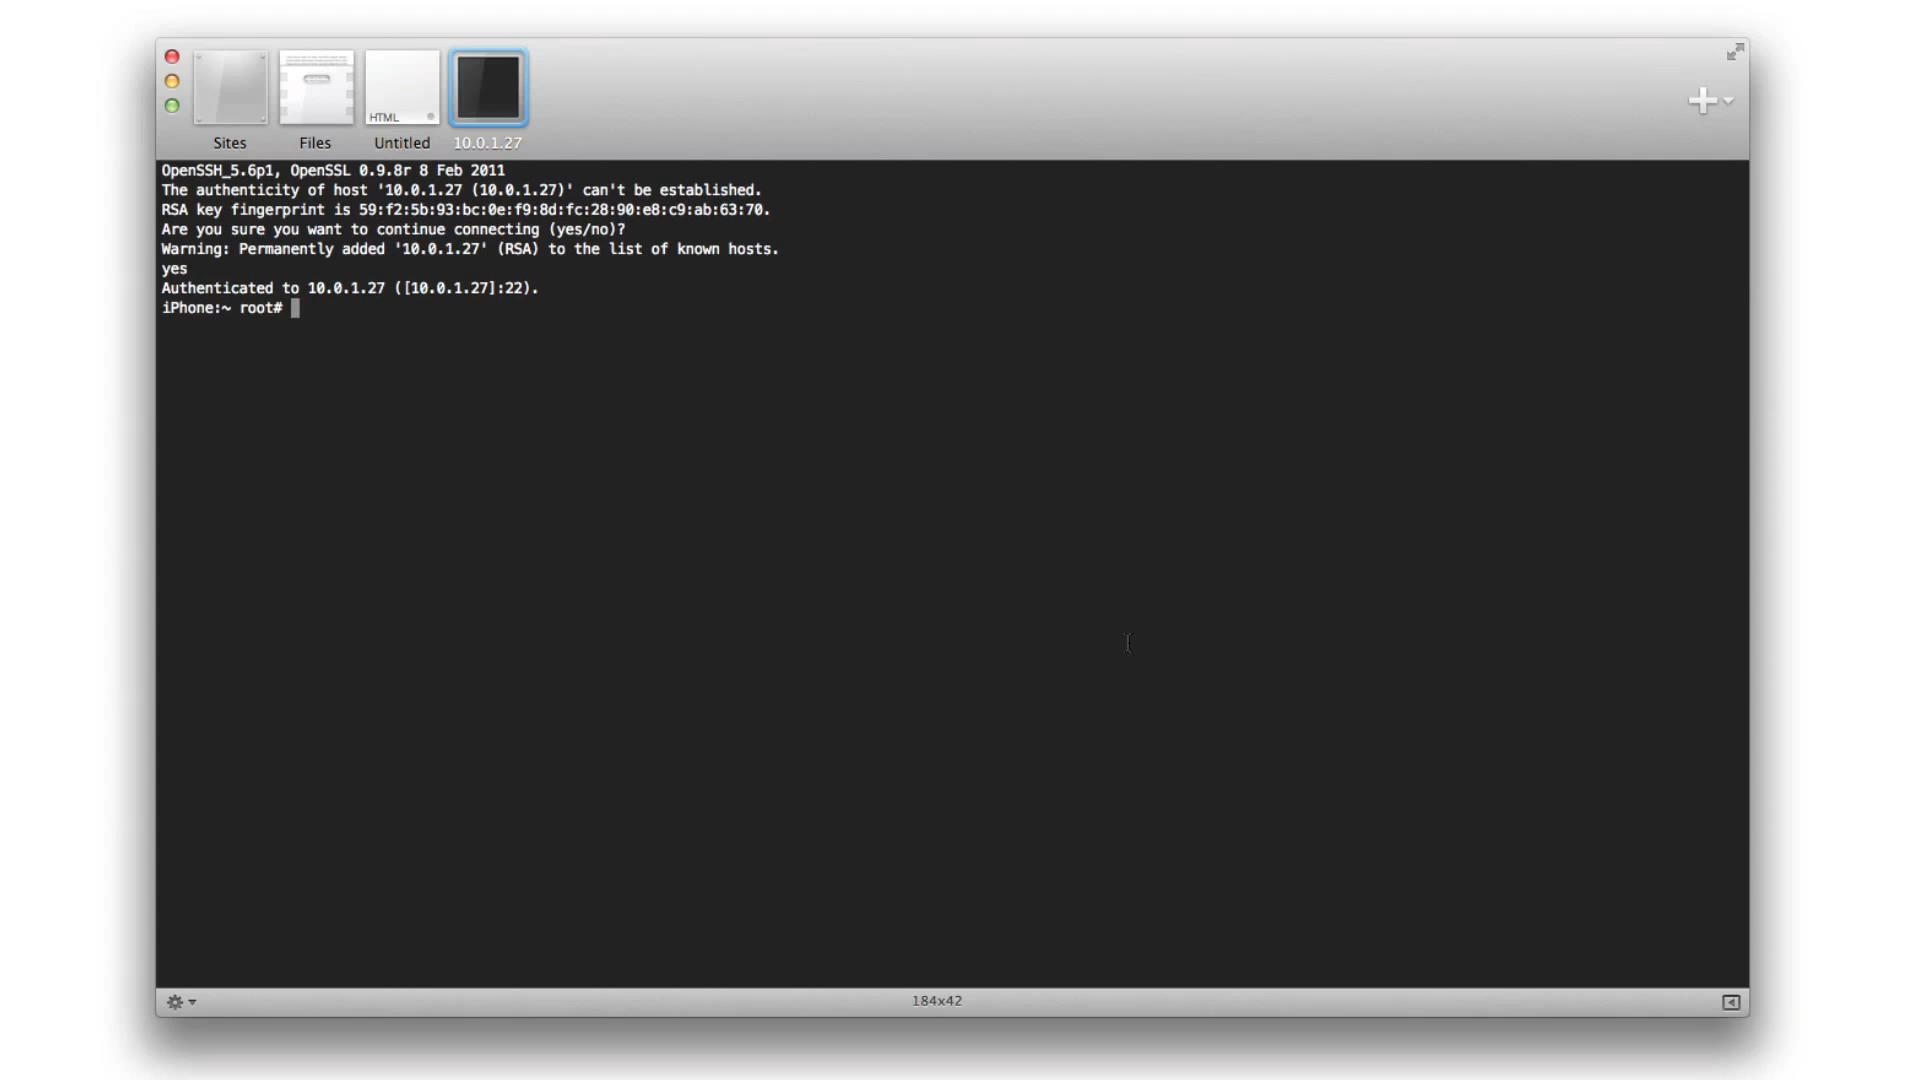 HTML
Sites
Files
Untitled
10.0.1.27
OpenSSH_5.6p1, OpenSSL 0.9.8r 8 Feb 2011
The authenticity of host '10.0.1.27 (10.0.1.27)' can't be established.
RSA key fingerprint is 59:f2:5b:93:bc:0e:f9:8d:fc:28:90:e8:c9:ab:63:70.
Are you sure you want to continue connecting (yes/no)?
Warning: Permanently added '10.0.1.27' (RSA) to the list of known hosts.
yes
Authenticated to 10.0.1.27 ([10.0.1.27]:22).
iPhone:~ root#
184x42